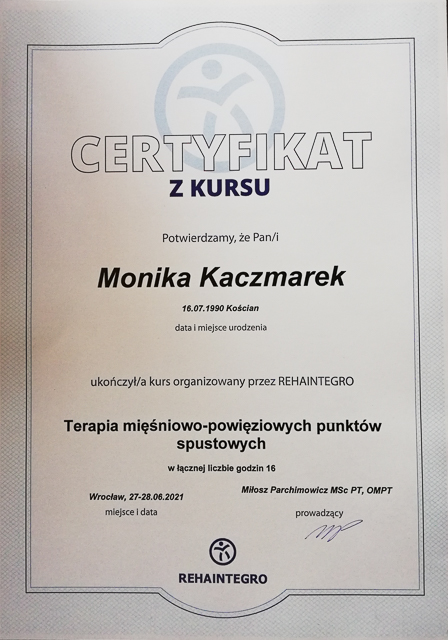 CERTYFIKAT
Z KURSU
Potwierdzamy, że Pan/i
Monika Kaczmarek
16.07.1990 Kościan
data i miejsce urodzenia
ukończył/a kurs organizowany przez REHAINTEGRO
Terapia mięśniowo-powięziowych punktów
spustowych
w łącznej liczbie godzin 16
Wrocław, 27-28.06.2021
miejsce i data
Miłosz Parchimowicz MSc PT, OMPT
prowadzący
REHAINTEGRO